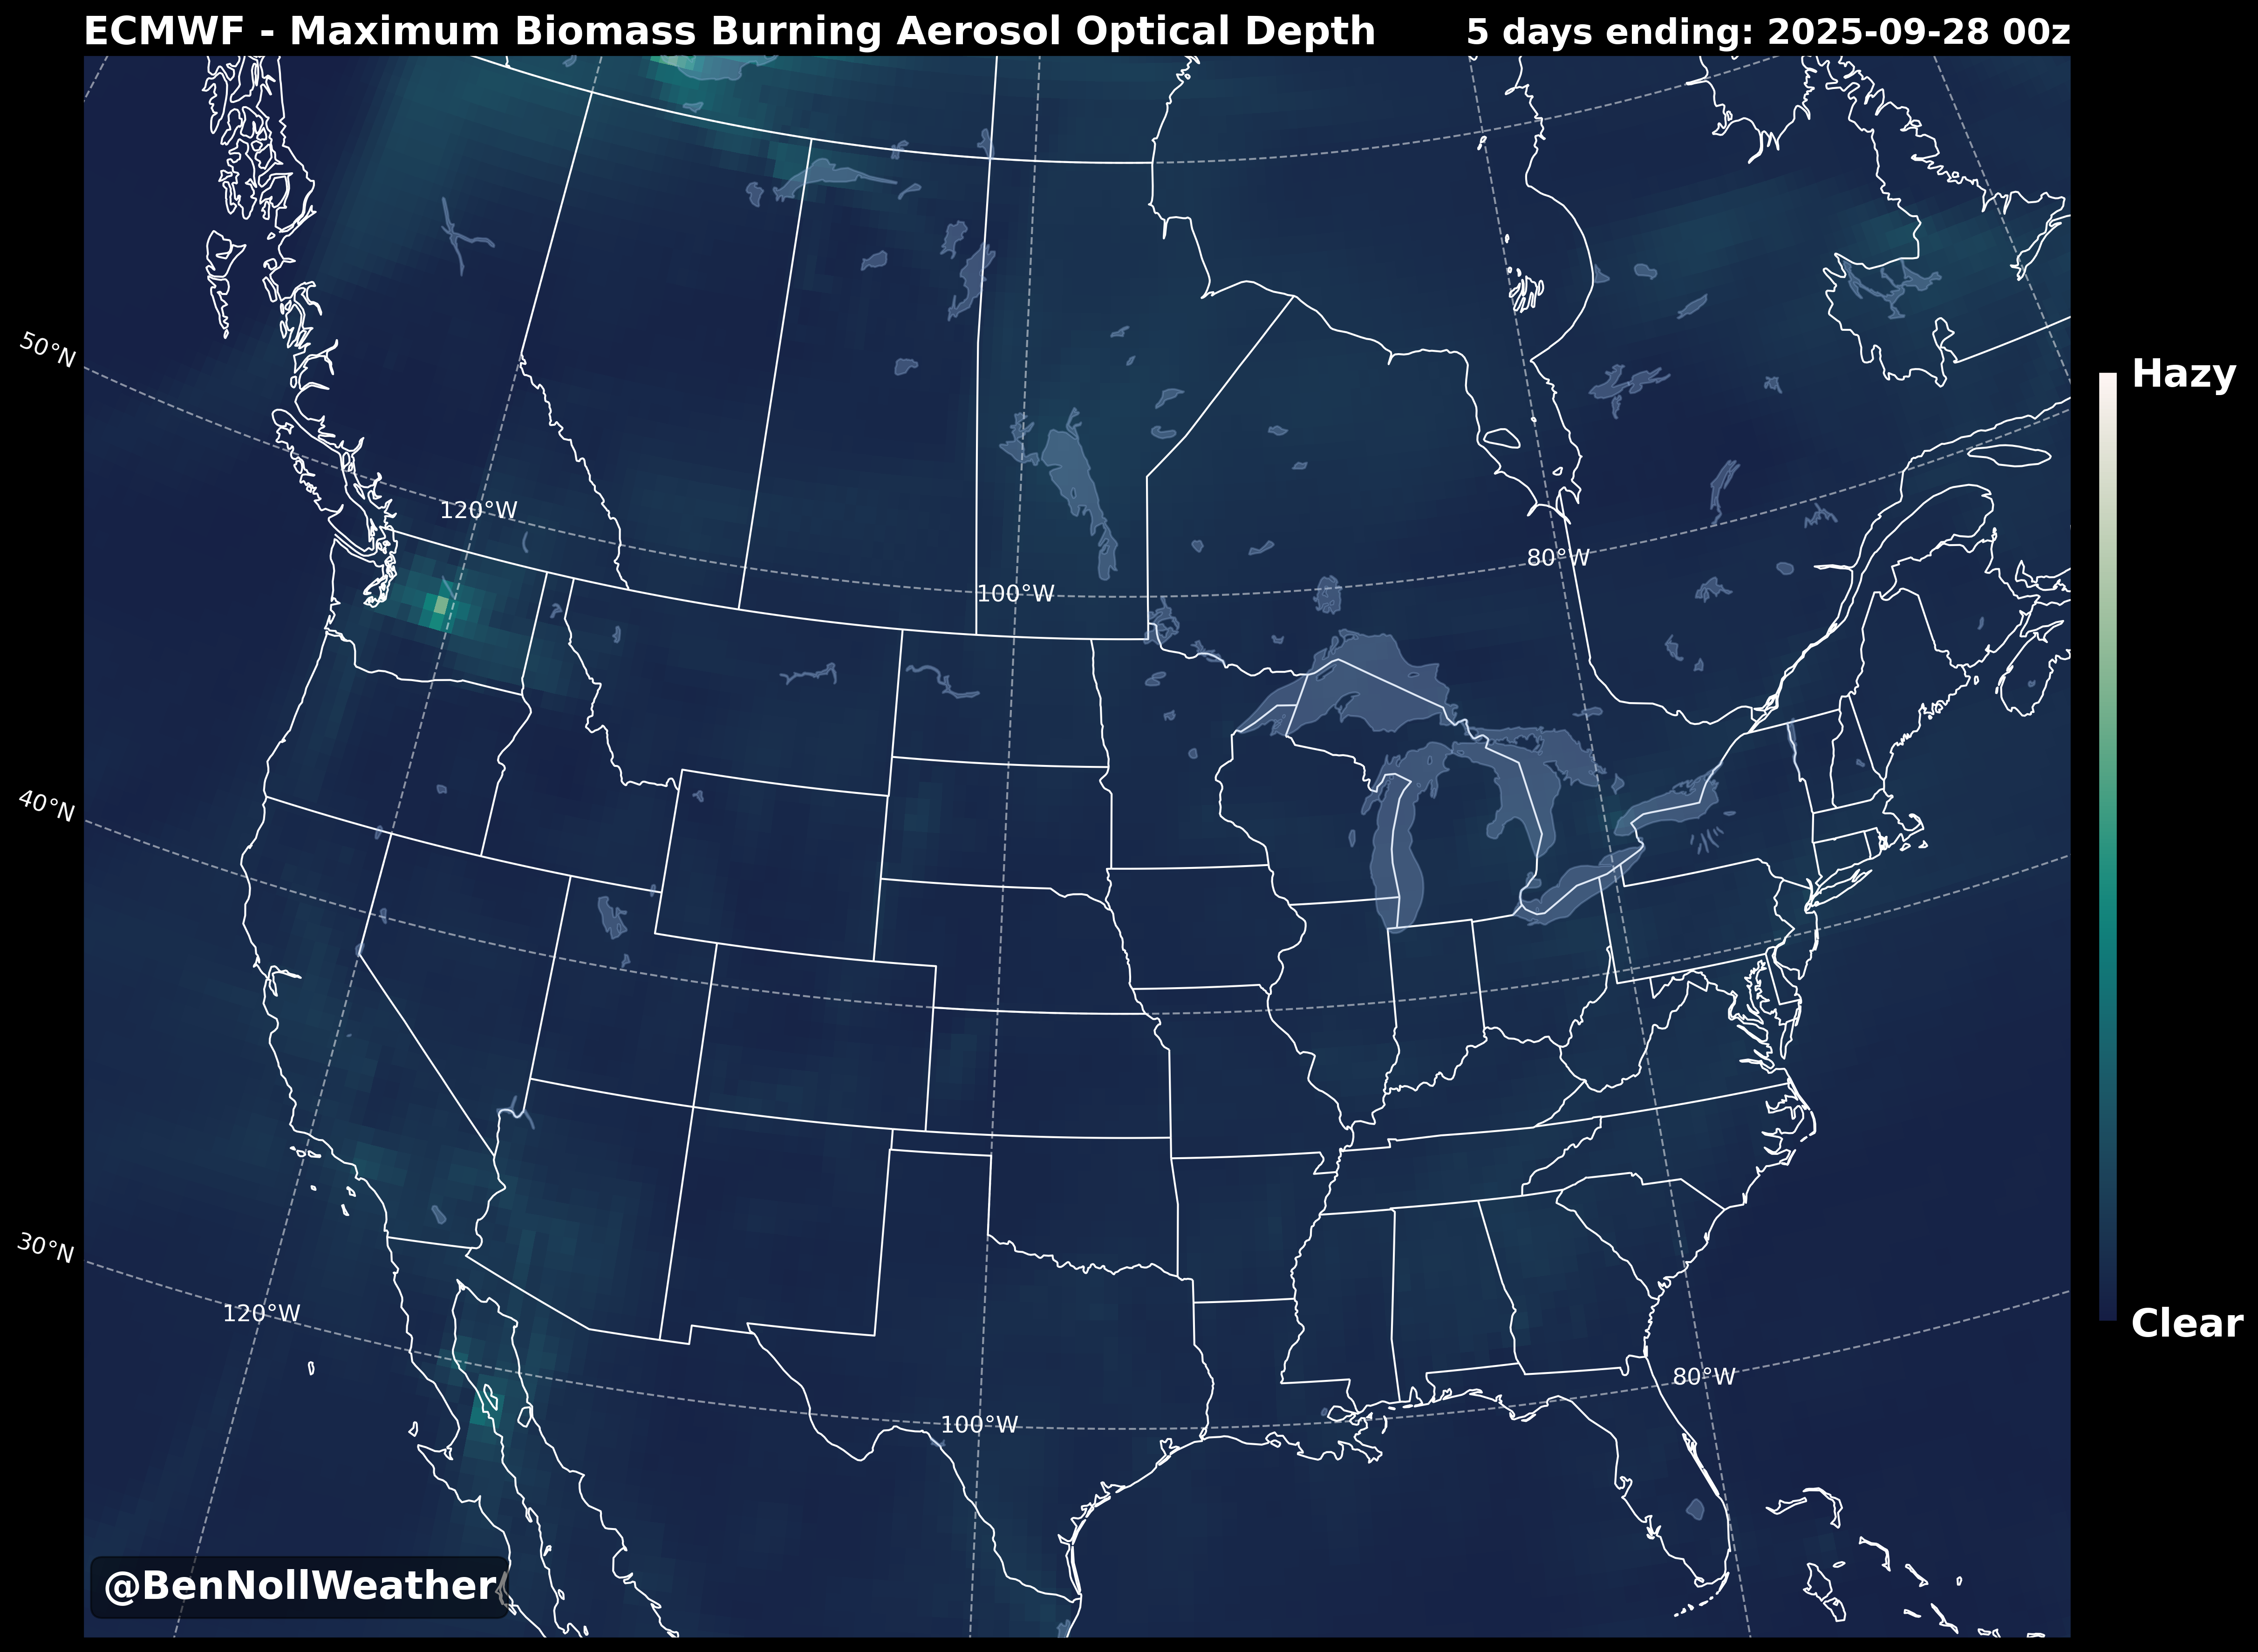 ECMWF - Maximum Biomass Burning Aerosol Optical Depth
5 days ending: 2025-09-28 00z
50°N
Hazy
120°W
80°W
100°W
40°N
30°N
120°W
Clear
80°W
100°W
@BenNollWeather